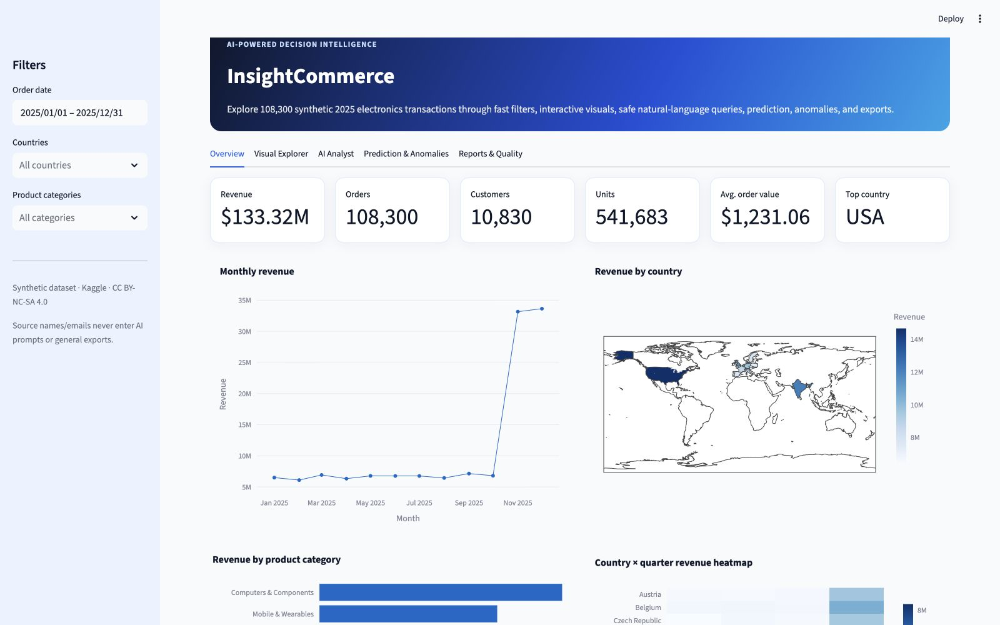 Deploy
Filters
Order date
2025/01/01 – 2025/12/31
Countries
All countries
Product categories
All categories
Synthetic dataset · Kaggle · CC BY-
NC-SA 4.0
Source names/emails never enter AI
prompts or general exports.
AI-POWERED DECISION INTELLIGENCE
InsightCommerce
Explore 108,300 synthetic 2025 electronics transactions through fast filters, interactive visuals, safe natural-language queries, prediction, anomalies, and exports.
Overview Visual Explorer AI Analyst Prediction & Anomalies Reports & Quality
Revenue
$133.32M
Orders
108,300
Customers
10,830
Units
541,683
Avg. order value
$1,231.06
Top country
USA
Monthly revenue
35M
30M
25M
20M
15M
10M
5M
Revenue
Jan 2025 Mar 2025 May 2025 Jul 2025 Sep 2025 Nov 2025
Month
Revenue by country
Revenue
14M
12M
10M
8M
Revenue by product category
Computers & Components
Mobile & Wearables
Country × quarter revenue heatmap
Austria
Belgium
Czech Republic
8M